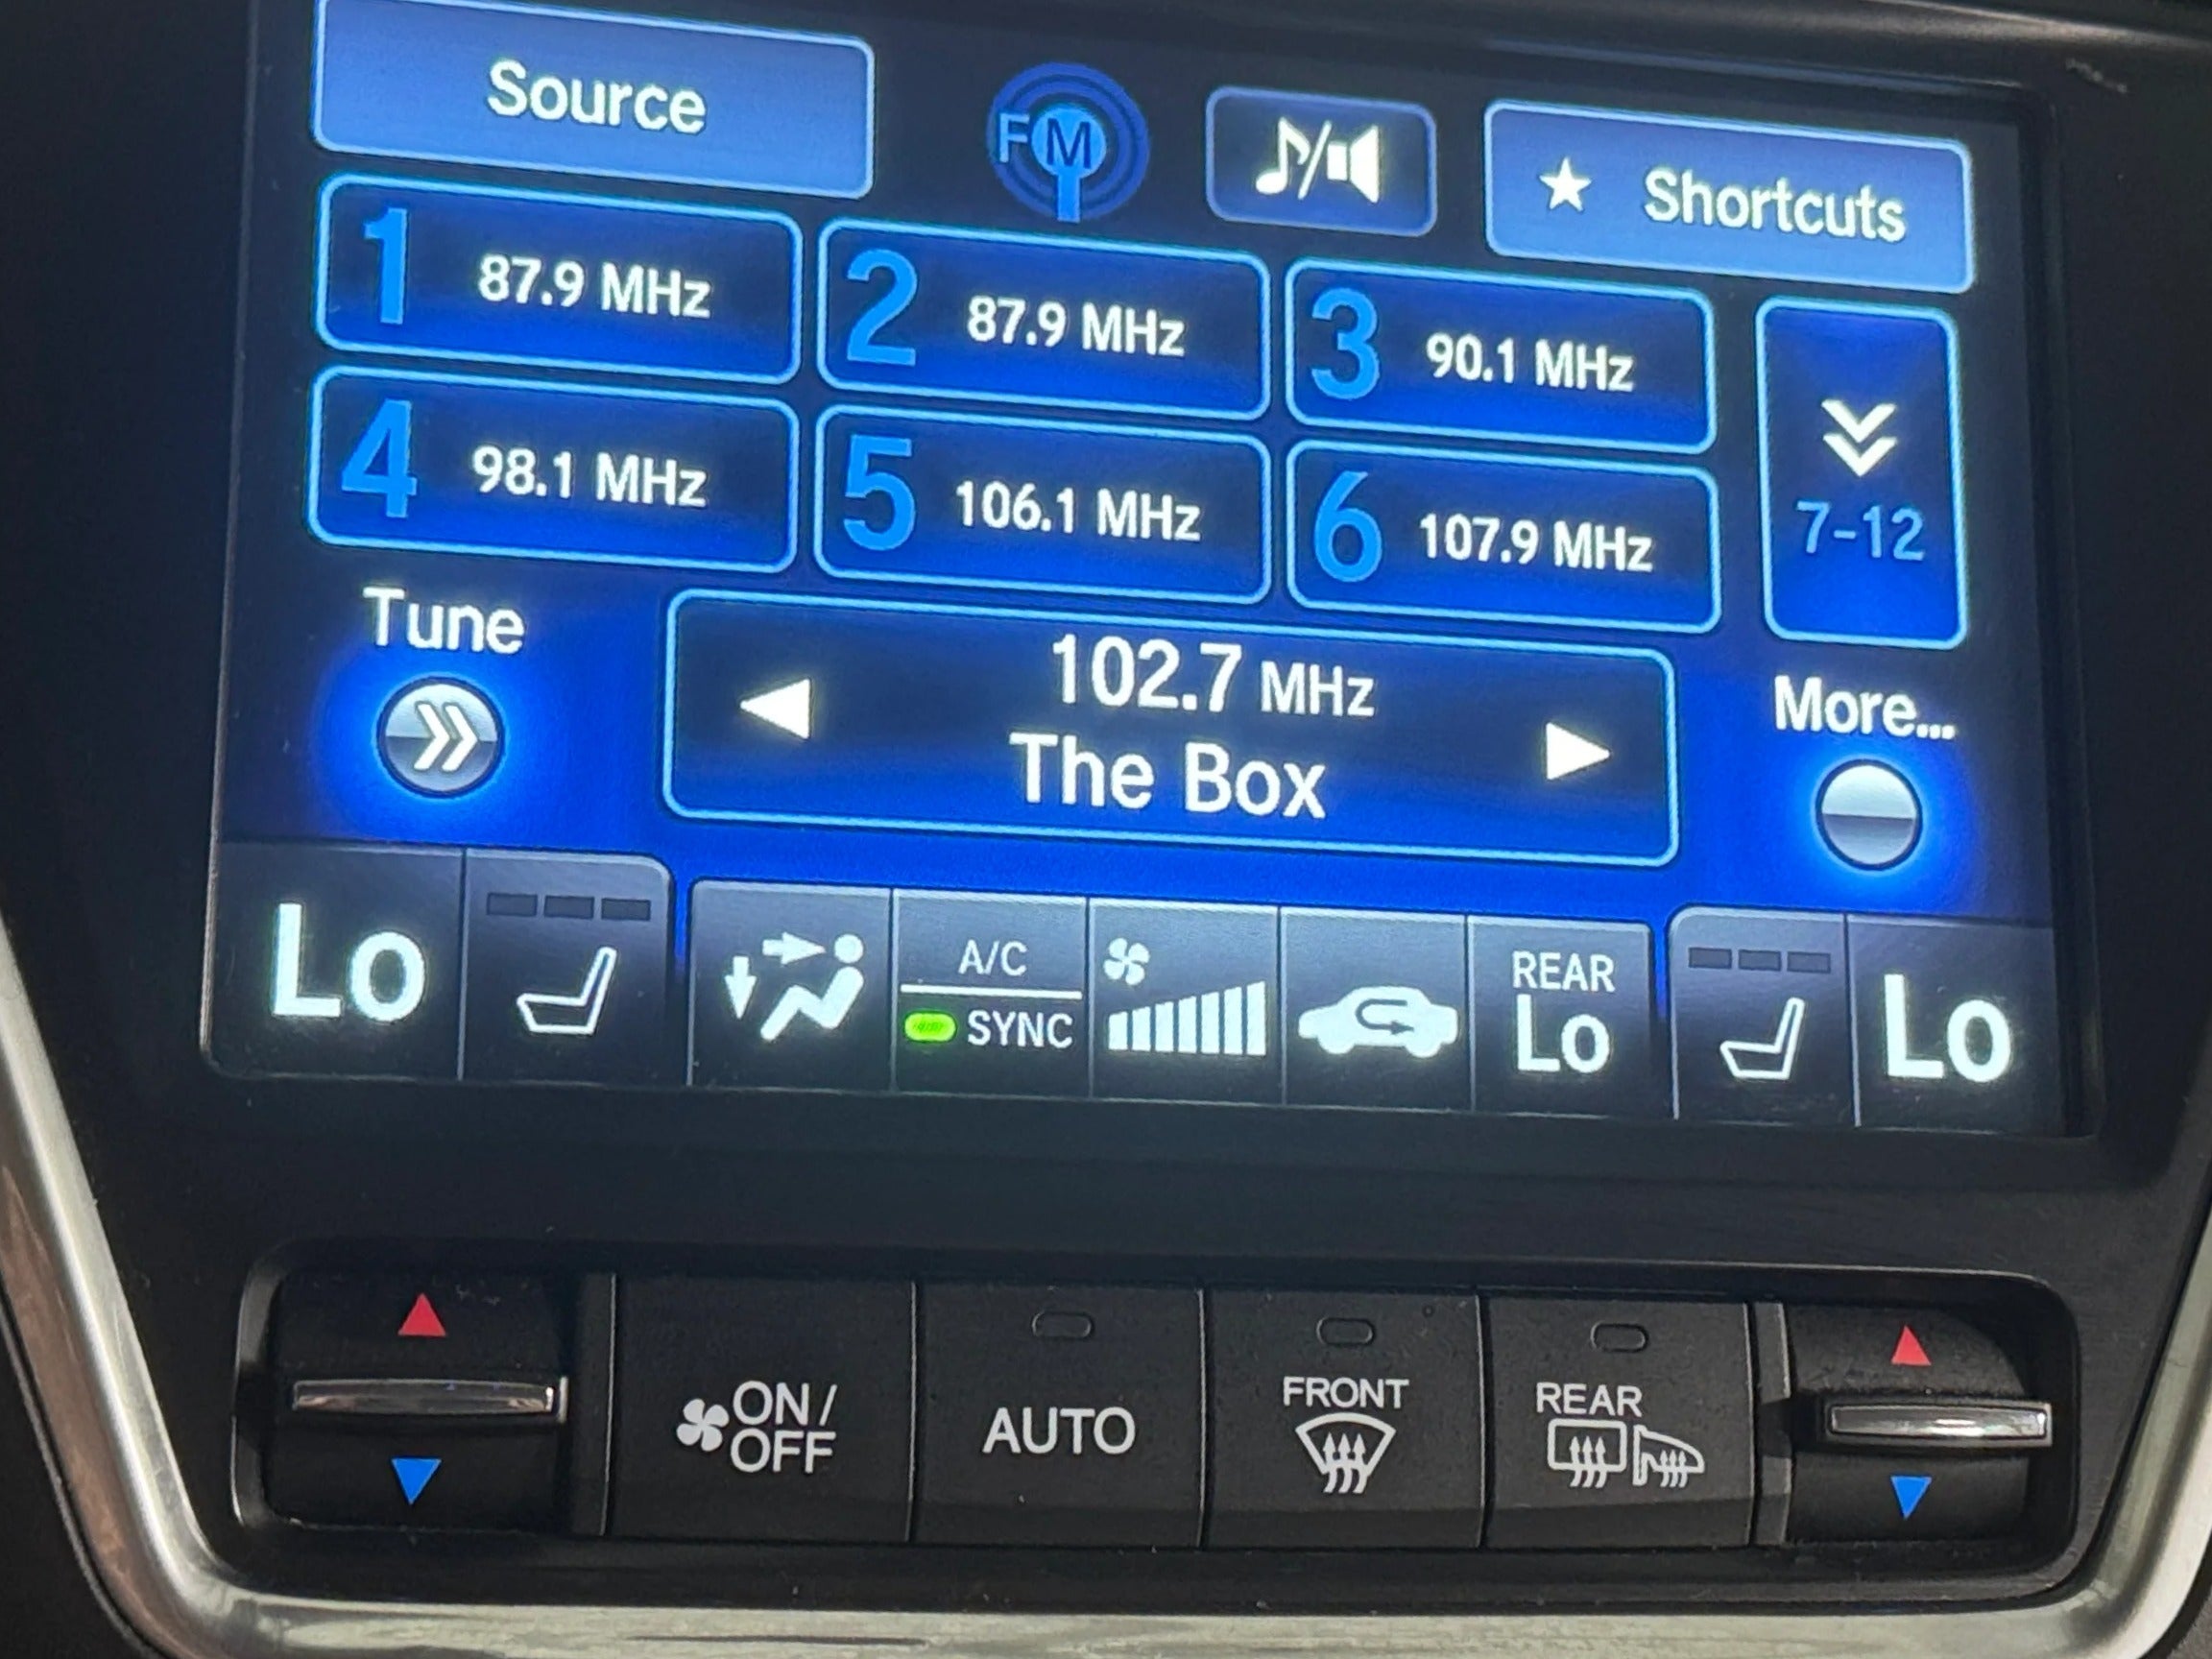 Source
FM
Shortcuts
1 87.9 MHz
2 87.9 MHz
3 90.1 MHz
4 98.1 MHz
5 106.1 MHz
6 107.9 MHz
7-12
Tune
102.7 MHz
The Box
More...
Lo
A/C
SYNC
REAR
Lo
Lo
ON/
OFF
AUTO
FRONT
REAR